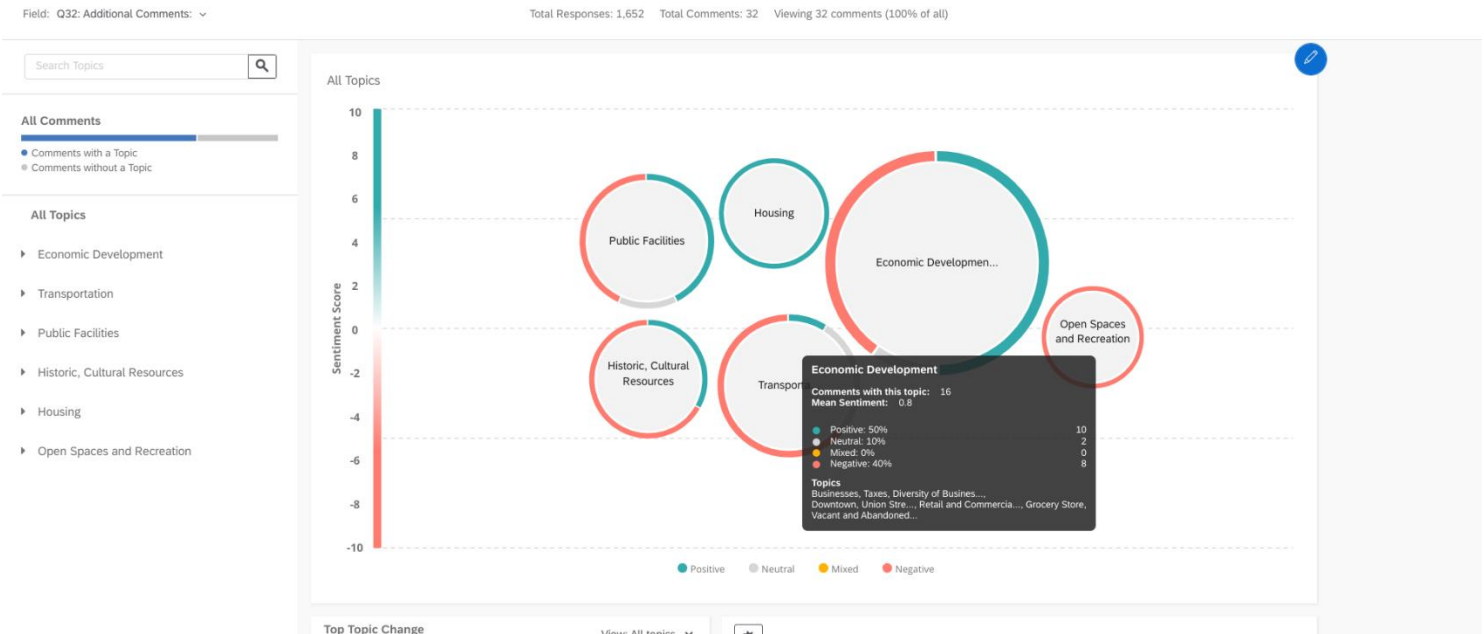 Field: Q32: Additional Comments:
Total Responses: 1,652 Total Comments: 32 Viewing 32 comments (100% of all)
Search Topics
All Comments
Comments with a Topic
Comments without a Topic
All Topics
Economic Development
Transportation
Public Facilities
Historic, Cultural Resources
Housing
Open Spaces and Recreation
All Topics
Sentiment Score
10
8
6
4
2
0
-2
-4
-6
-8
-10
Public Facilities
Housing
Economic Developmen...
Open Spaces
and Recreation
Historic, Cultural
Resources
Transporta
Economic Development
Comments with this topic: 16
Mean Sentiment: 0.8
Positive: 50% 10
Neutral: 10% 2
Mixed: 0% 0
Negative: 40% 8
Topics
Businesses, Taxes, Diversity of Busines...,
Downtown, Union Stre..., Retail and Commercia..., Grocery Store,
Vacant and Abandoned...
Positive Neutral Mixed Negative
Top Topic Change
View: All topics